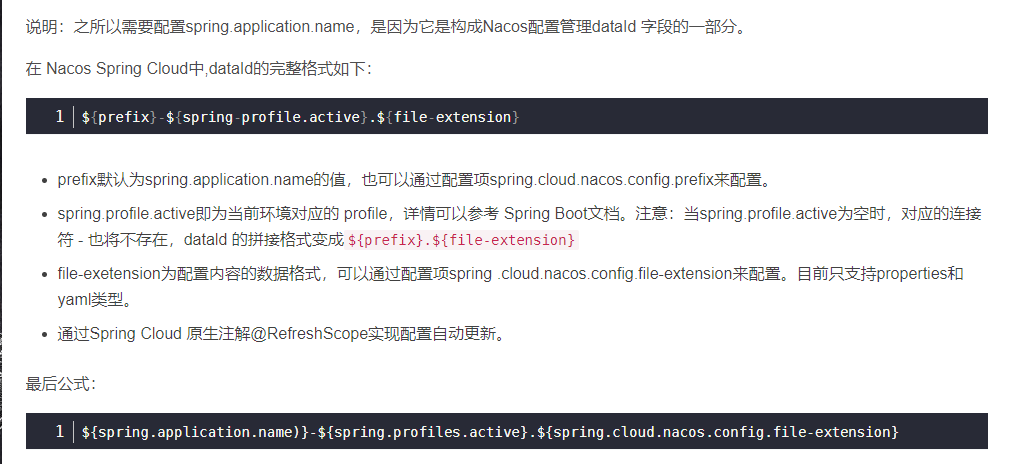 说明：之所以需要配置spring.application.name，是因为它是构成Nacos配置管理dataId 字段的一部分。
在 Nacos Spring Cloud中,dataId的完整格式如下：
1 ${prefix}-${spring-profile.active}.${file-extension}
• prefix默认为spring.application.name的值，也可以通过配置项spring.cloud.nacos.config.prefix来配置。
• spring.profile.active即为当前环境对应的 profile，详情可以参考 Spring Boot文档。注意：当spring.profile.active为空时，对应的连接
符 - 也将不存在，dataId 的拼接格式变成 ${prefix}.${file-extension}
• file-exetension为配置内容的数据格式，可以通过配置项spring .cloud.nacos.config.file-extension来配置。目前只支持properties和
yaml类型。
• 通过Spring Cloud 原生注解@RefreshScope实现配置自动更新。
最后公式：
1 ${spring.application.name)}-${spring.profiles.active}.${spring.cloud.nacos.config.file-extension}